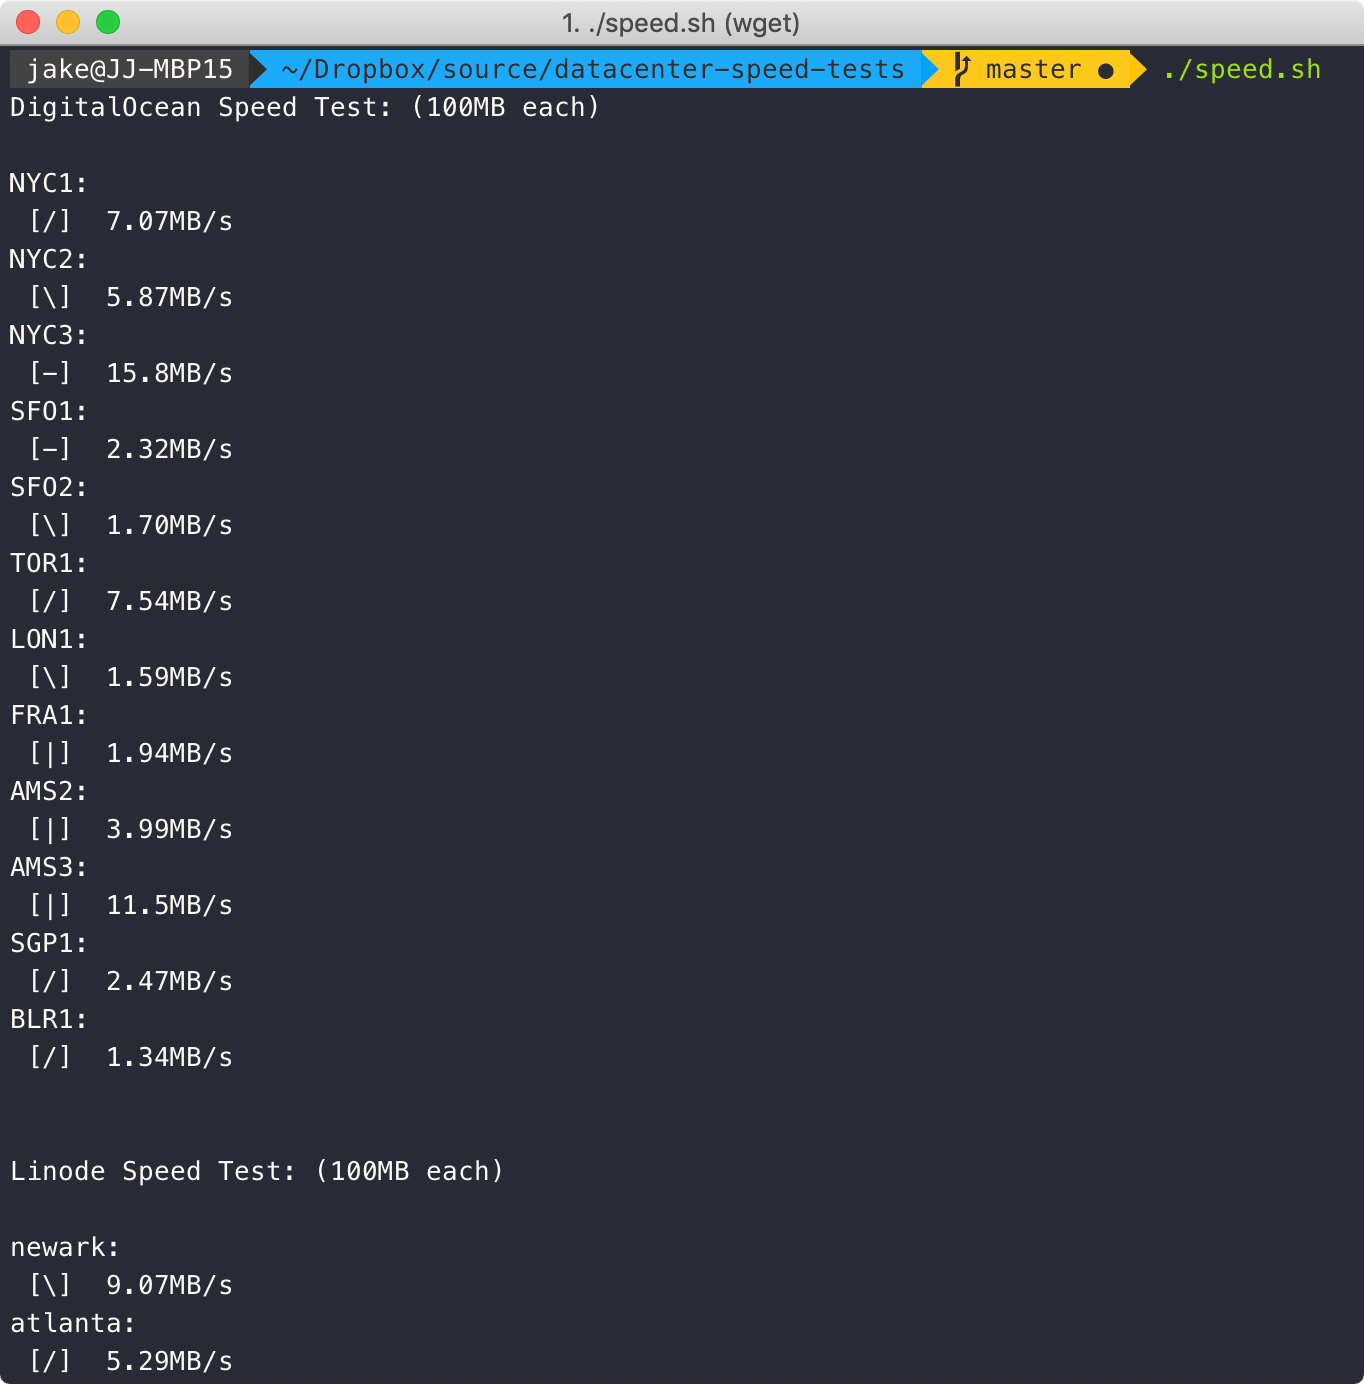 1. ./speed.sh (wget)
jake@JJ-MBP15 ~/Dropbox/source/datacenter-speed-tests master ● ./speed.sh
DigitalOcean Speed Test: (100MB each)
NYC1:
[/]  7.07MB/s
NYC2:
[\]  5.87MB/s
NYC3:
[-]  15.8MB/s
SFO1:
[-]  2.32MB/s
SFO2:
[\]  1.70MB/s
TOR1:
[/]  7.54MB/s
LON1:
[\]  1.59MB/s
FRA1:
[|]  1.94MB/s
AMS2:
[|]  3.99MB/s
AMS3:
[|]  11.5MB/s
SGP1:
[/]  2.47MB/s
BLR1:
[/]  1.34MB/s
Linode Speed Test: (100MB each)
newark:
[\]  9.07MB/s
atlanta:
[/]  5.29MB/s